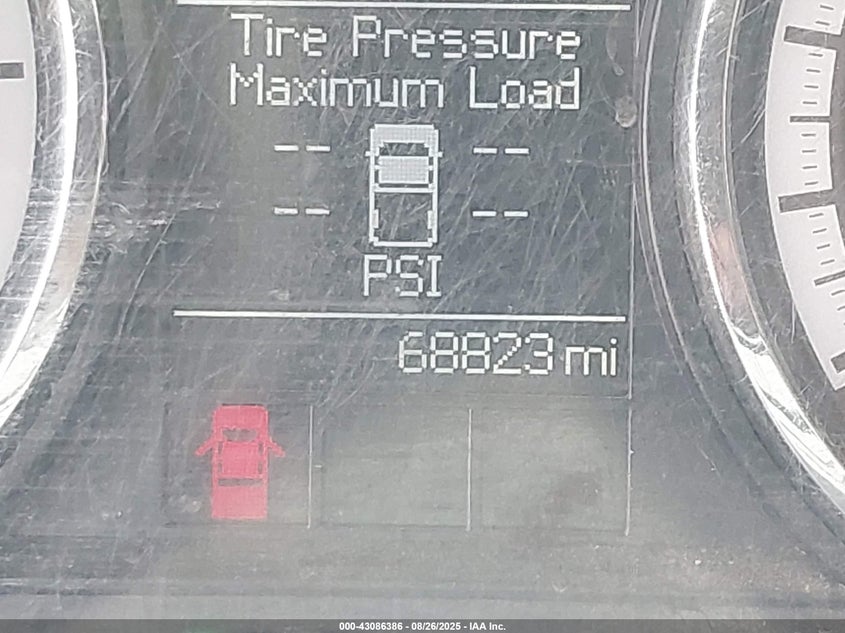 Tire Pressure
Maximum Load
-- --
-- --
PSI
68823 mi
000-43086386 - 08/26/2025 - IAA Inc.